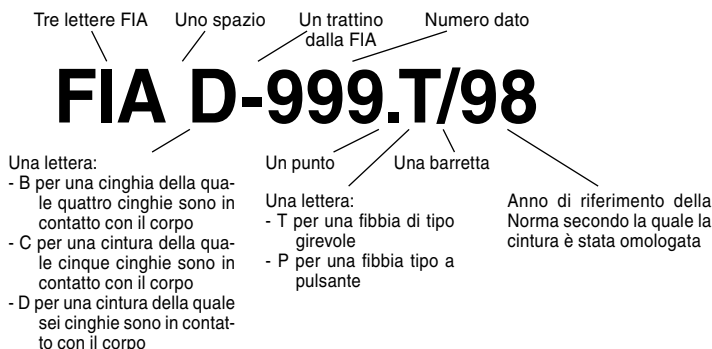 Tre lettere FIA
Uno spazio
Un trattino
dalla FIA
Numero dato
FIA D-999.T/98
Una lettera:
- B per una cinghia della qua-
le quattro cinghie sono in
contatto con il corpo
- C per una cintura della qua-
le cinque cinghie sono in
contatto con il corpo
- D per una cintura della quale
sei cinghie sono in contat-
to con il corpo
Un punto
Una barretta
Una lettera:
- T per una fibbia di tipo
girevole
- P per una fibbia tipo a
pulsante
Anno di riferimento della
Norma secondo la quale la
cintura è stata omologata